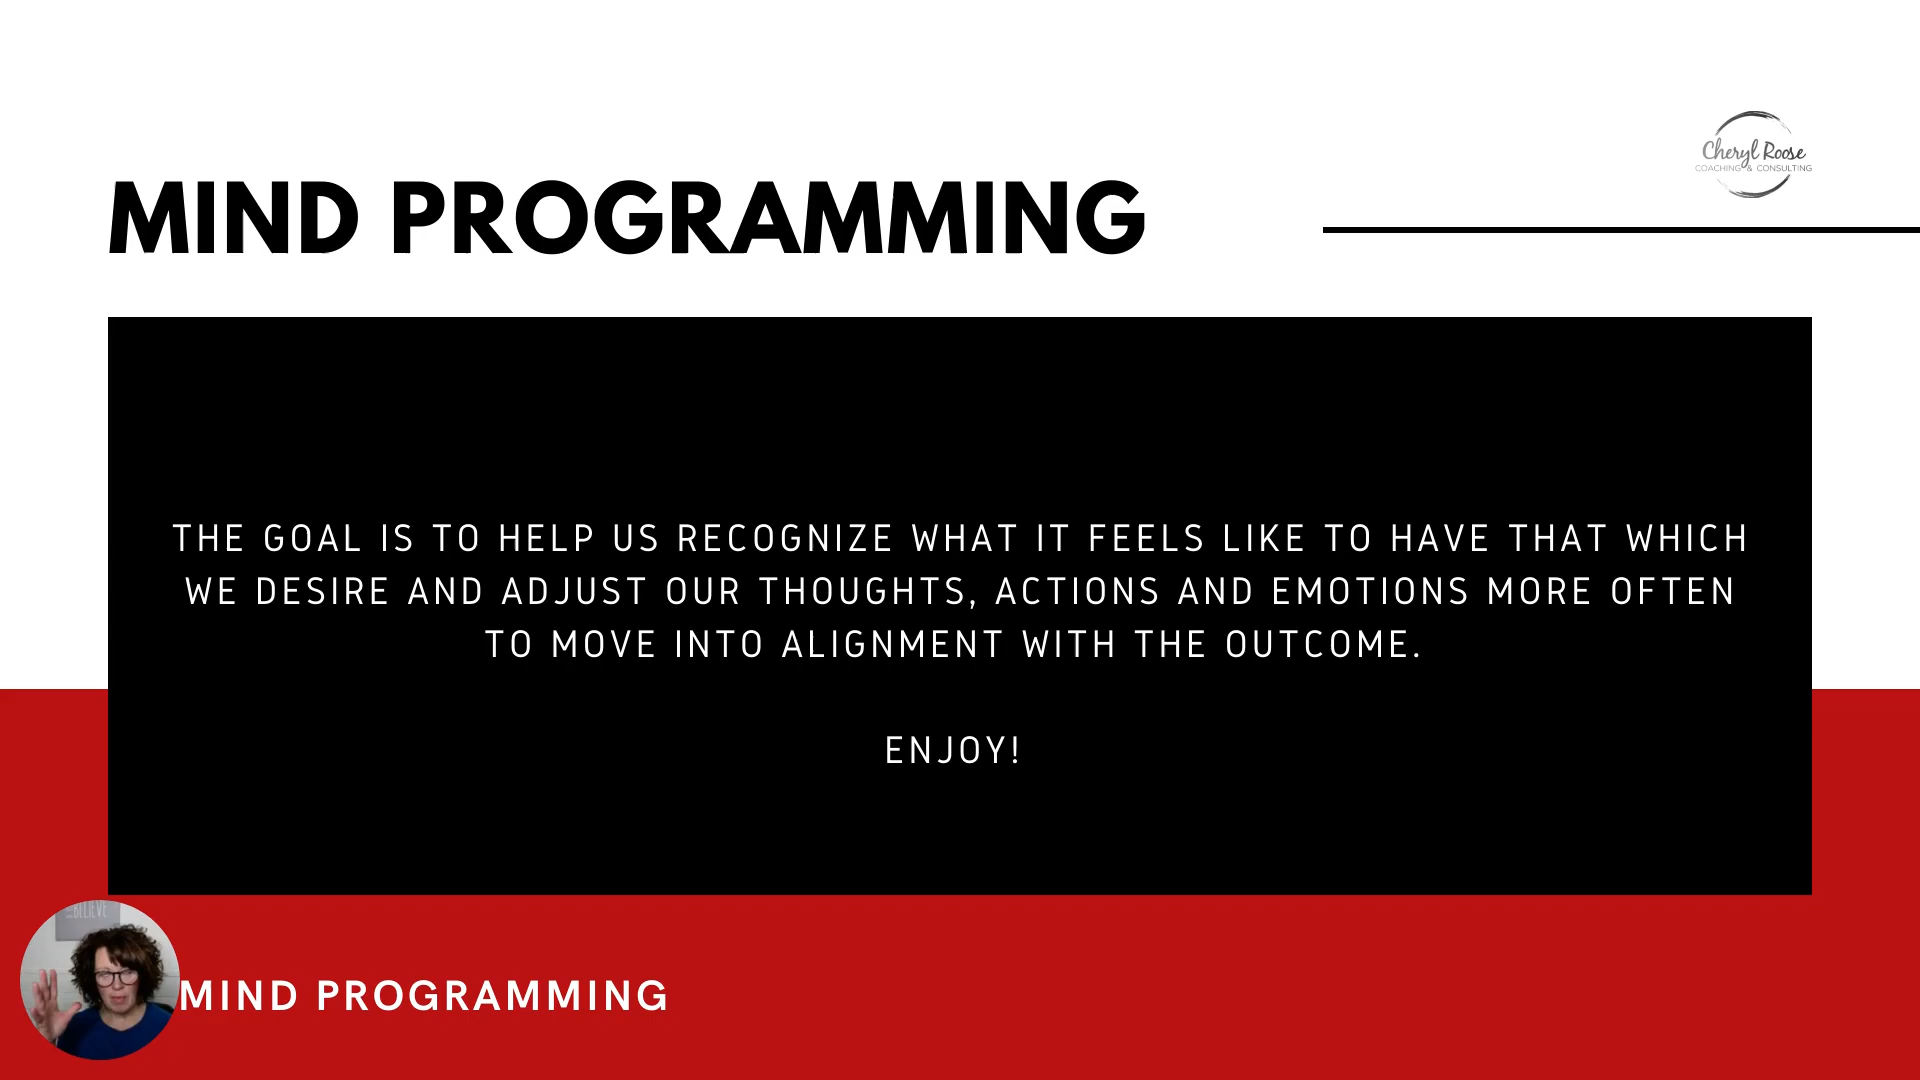 Cheryl Roose
COACHING & CONSULTING
MIND PROGRAMMING
THE GOAL IS TO HELP US RECOGNIZE WHAT IT FEELS LIKE TO HAVE THAT WHICH
WE DESIRE AND ADJUST OUR THOUGHTS, ACTIONS AND EMOTIONS MORE OFTEN
TO MOVE INTO ALIGNMENT WITH THE OUTCOME.
ENJOY!
BELIEVE
MIND PROGRAMMING